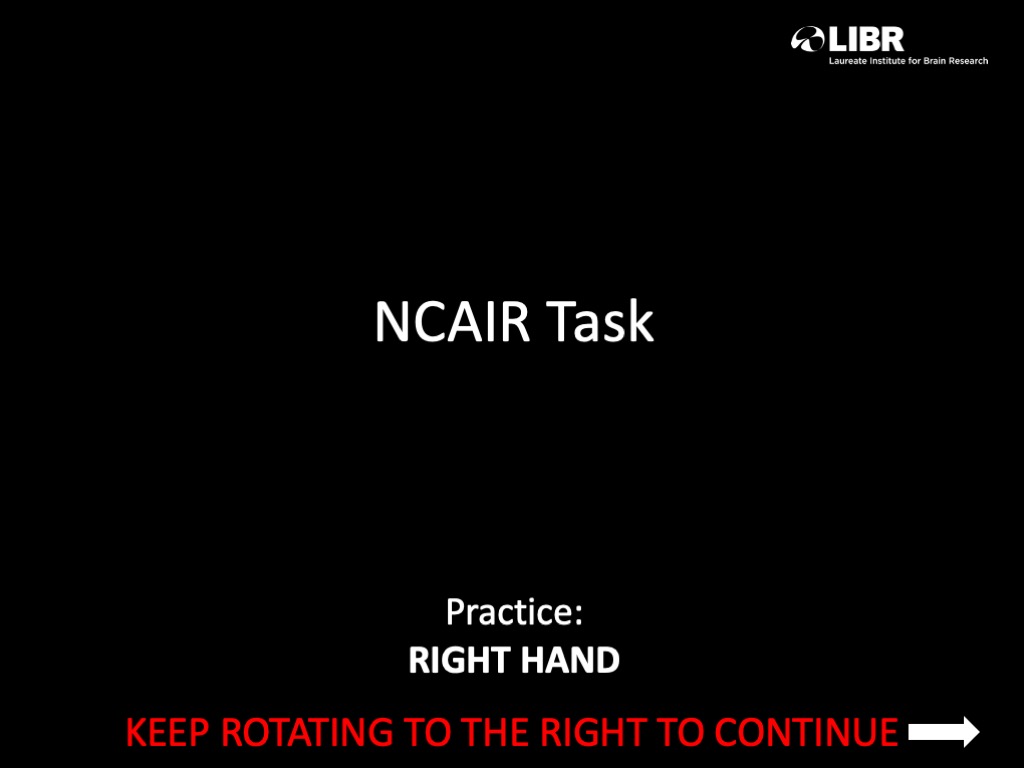 LIBR
Laureate Institute for Brain Research
NCAIR Task
Practice:
RIGHT HAND
KEEP ROTATING TO THE RIGHT TO CONTINUE